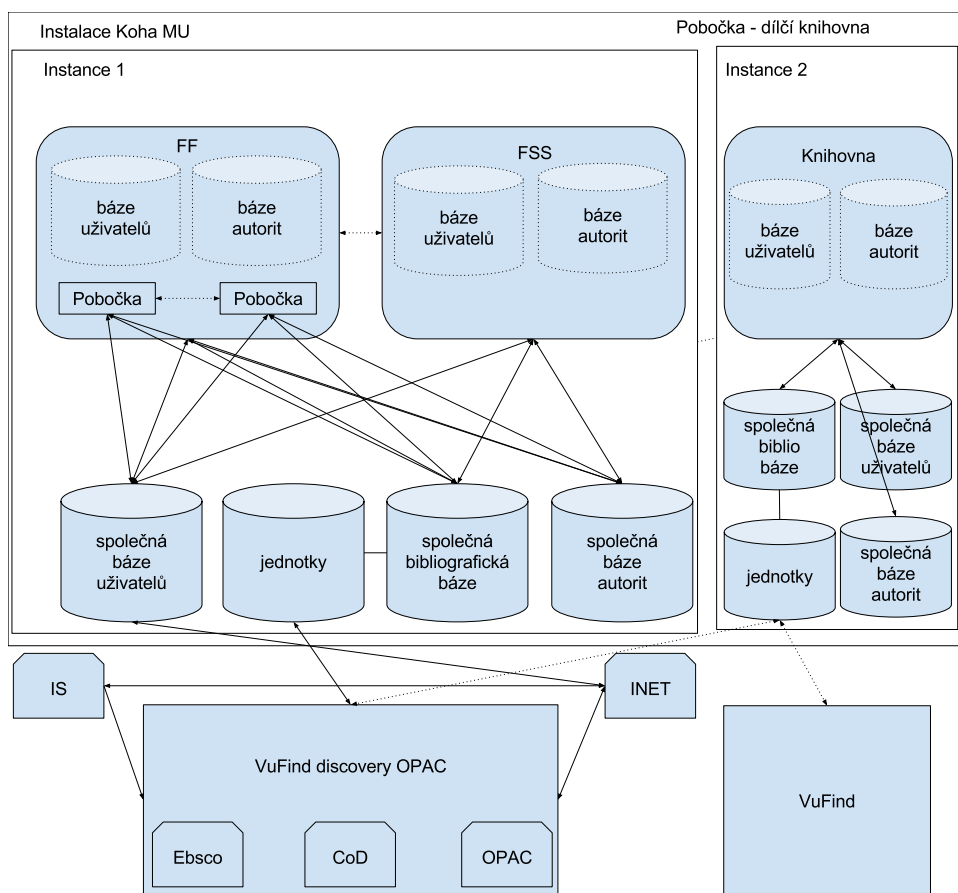 Instalace Koha MU
Pobočka - dílčí knihovna
Instance 1
Instance 2
FF
báze
uživatelů
báze
autorit
Pobočka
Pobočka
FSS
báze
uživatelů
báze
autorit
Knihovna
báze
uživatelů
báze
autorit
společná
biblio
báze
společná
báze
uživatelů
společná
báze
uživatelů
jednotky
společná
bibliografická
báze
společná
báze
autorit
jednotky
společná
báze
autorit
IS
INET
VuFind discovery OPAC
Ebsco
CoD
OPAC
VuFind